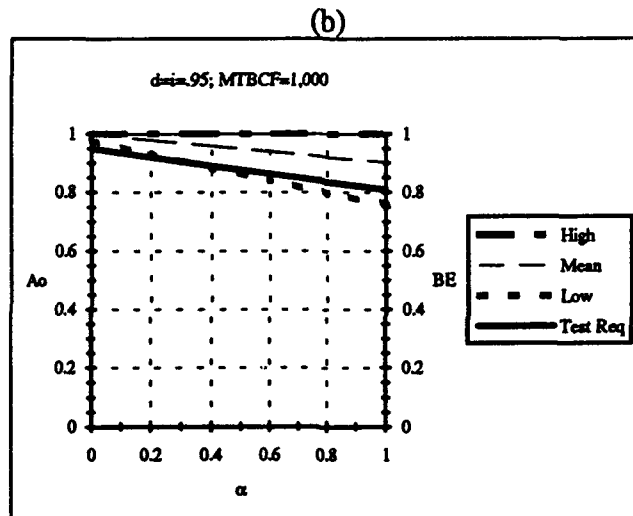 (b)
d=i=.95; MTBCF=1,000
1 1
0.8 0.8
0.6 0.6
Ao BE
0.4 0.4
0.2 0.2
0 0
0 0.2 0.4 0.6 0.8 1
α
High
Mean
Low
Test Req